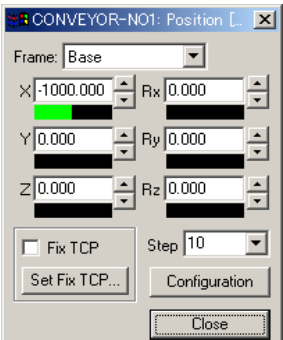 CONVEYOR-NO1: Position [...
Frame: Base
X -1000.000 Rx 0.000
Y 0.000 Ry 0.000
Z 0.000 Rz 0.000
Fix TCP Step 10
Set Fix TCP... Configuration
Close